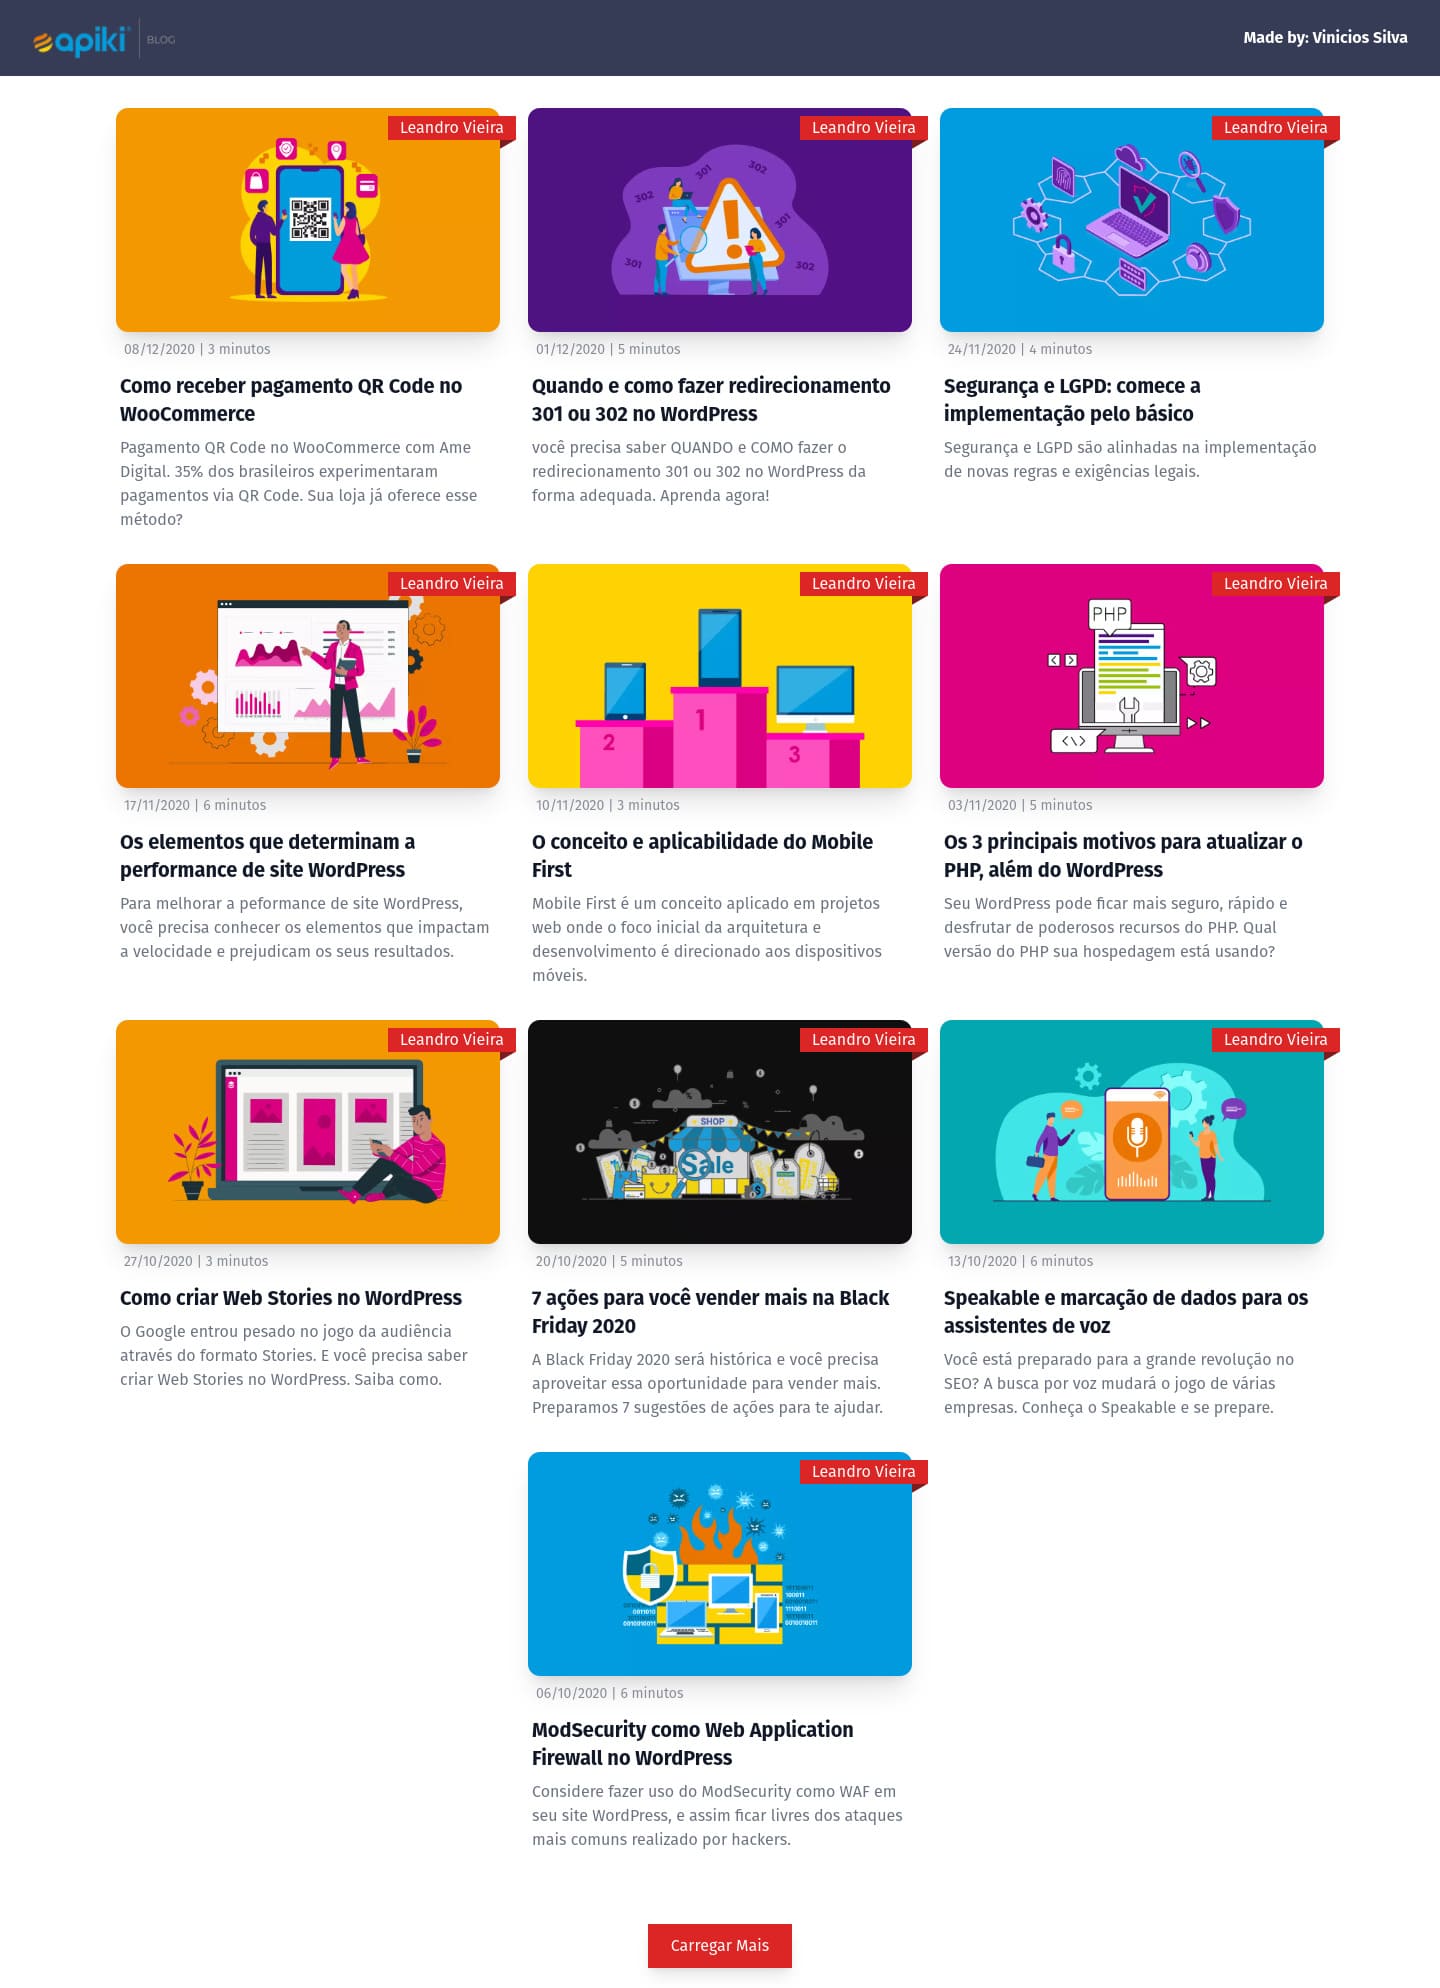 apiki BLOG
Made by: Vinicios Silva
Leandro Vieira
08/12/2020 | 3 minutos
Como receber pagamento QR Code no
WooCommerce
Pagamento QR Code no WooCommerce com Ame
Digital. 35% dos brasileiros experimentaram
pagamentos via QR Code. Sua loja já oferece esse
método?
Leandro Vieira
302
301
302
301
301
302
01/12/2020 | 5 minutos
Quando e como fazer redirecionamento
301 ou 302 no WordPress
você precisa saber QUANDO e COMO fazer o
redirecionamento 301 ou 302 no WordPress da
forma adequada. Aprenda agora!
Leandro Vieira
24/11/2020 | 4 minutos
Segurança e LGPD: comece a
implementação pelo básico
Segurança e LGPD são alinhadas na implementação
de novas regras e exigências legais.
Leandro Vieira
17/11/2020 | 6 minutos
Os elementos que determinam a
performance de site WordPress
Para melhorar a peformance de site WordPress,
você precisa conhecer os elementos que impactam
a velocidade e prejudicam os seus resultados.
Leandro Vieira
2
1
3
10/11/2020 | 3 minutos
O conceito e aplicabilidade do Mobile
First
Mobile First é um conceito aplicado em projetos
web onde o foco inicial da arquitetura e
desenvolvimento é direcionado aos dispositivos
móveis.
Leandro Vieira
PHP
03/11/2020 | 5 minutos
Os 3 principais motivos para atualizar o
PHP, além do WordPress
Seu WordPress pode ficar mais seguro, rápido e
desfrutar de poderosos recursos do PHP. Qual
versão do PHP sua hospedagem está usando?
Leandro Vieira
27/10/2020 | 3 minutos
Como criar Web Stories no WordPress
O Google entrou pesado no jogo da audiência
através do formato Stories. E você precisa saber
criar Web Stories no WordPress. Saiba como.
Leandro Vieira
SHOP
Sale
20/10/2020 | 5 minutos
7 ações para você vender mais na Black
Friday 2020
A Black Friday 2020 será histórica e você precisa
aproveitar essa oportunidade para vender mais.
Preparamos 7 sugestões de ações para te ajudar.
Leandro Vieira
13/10/2020 | 6 minutos
Speakable e marcação de dados para os
assistentes de voz
Você está preparado para a grande revolução no
SEO? A busca por voz mudará o jogo de várias
empresas. Conheça o Speakable e se prepare.
Leandro Vieira
0011010
0010010011
100011
1110011
0010010011
06/10/2020 | 6 minutos
ModSecurity como Web Application
Firewall no WordPress
Considere fazer uso do ModSecurity como WAF em
seu site WordPress, e assim ficar livres dos ataques
mais comuns realizado por hackers.
Carregar Mais